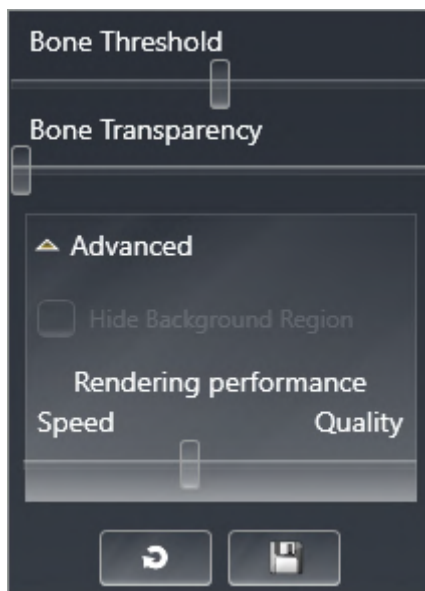 Bone Threshold
Bone Transparency
Advanced
Hide Background Region
Rendering performance
Speed Quality